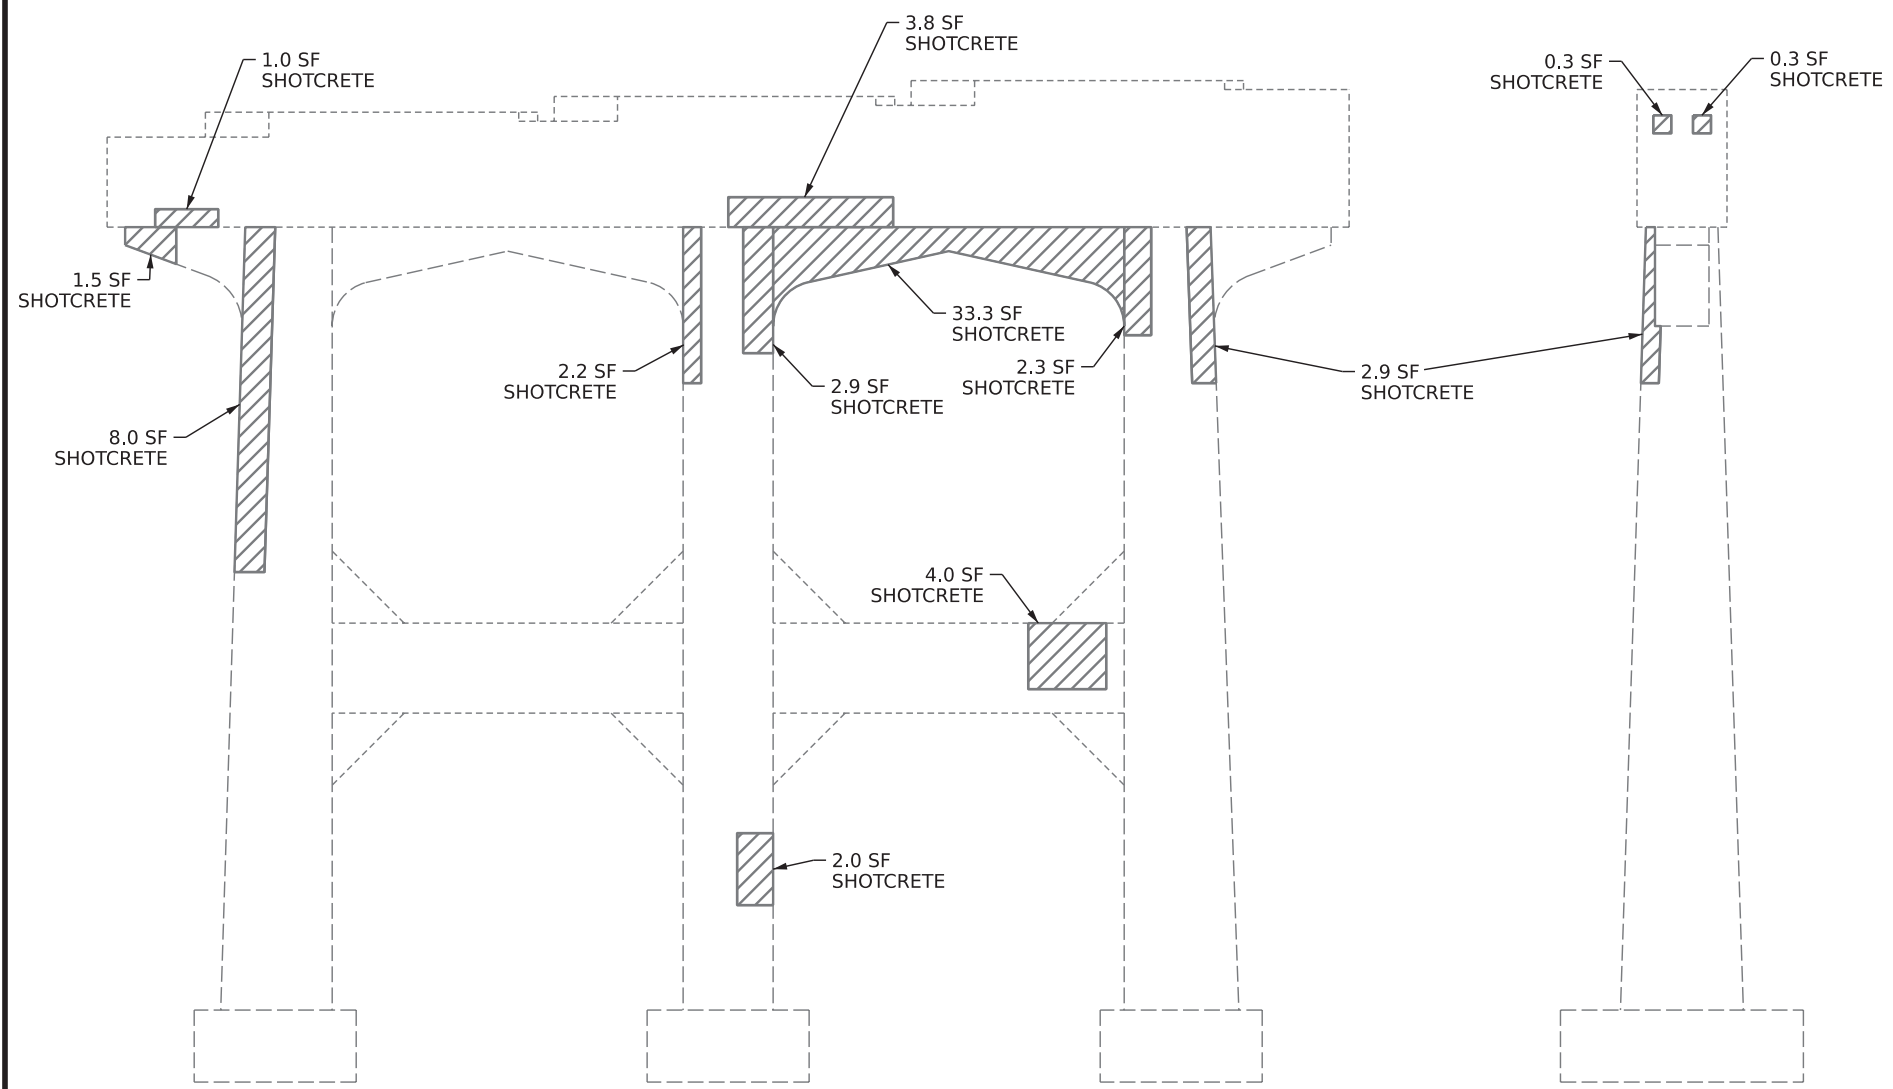 3.8 SF
SHOTCRETE
1.0 SF
SHOTCRETE
0.3 SF
SHOTCRETE
0.3 SF
SHOTCRETE
1.5 SF
SHOTCRETE
33.3 SF
SHOTCRETE
2.2 SF
SHOTCRETE
2.9 SF
SHOTCRETE
2.3 SF
SHOTCRETE
2.9 SF
SHOTCRETE
8.0 SF
SHOTCRETE
4.0 SF
SHOTCRETE
2.0 SF
SHOTCRETE